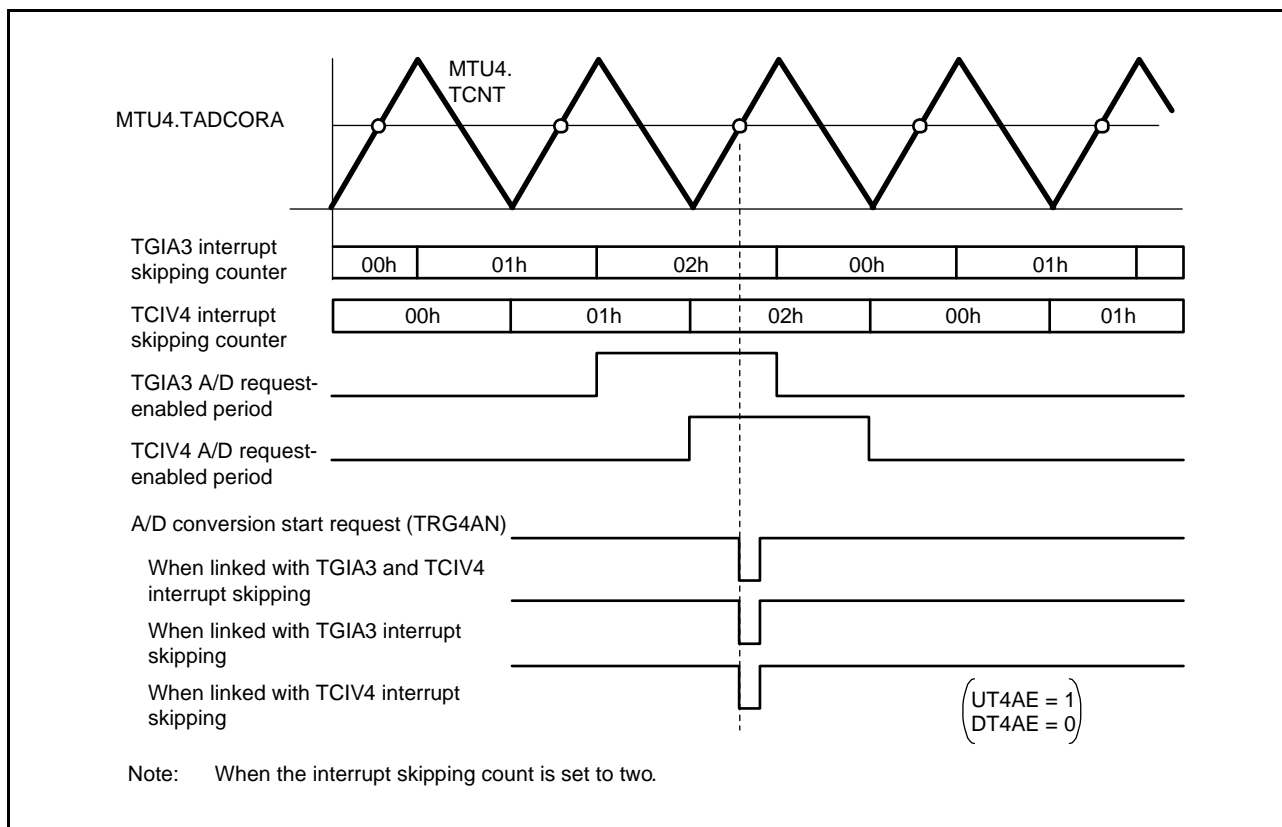 MTU4.
TCNT
MTU4.TADCORA
TGIA3 interrupt
skipping counter
00h 01h 02h 00h 01h
TCIV4 interrupt
skipping counter
00h 01h 02h 00h 01h
TGIA3 A/D request-
enabled period
TCIV4 A/D request-
enabled period
A/D conversion start request (TRG4AN)
When linked with TGIA3 and TCIV4
interrupt skipping
When linked with TGIA3 interrupt
skipping
When linked with TCIV4 interrupt
skipping
UT4AE = 1
DT4AE = 0
Note: When the interrupt skipping count is set to two.